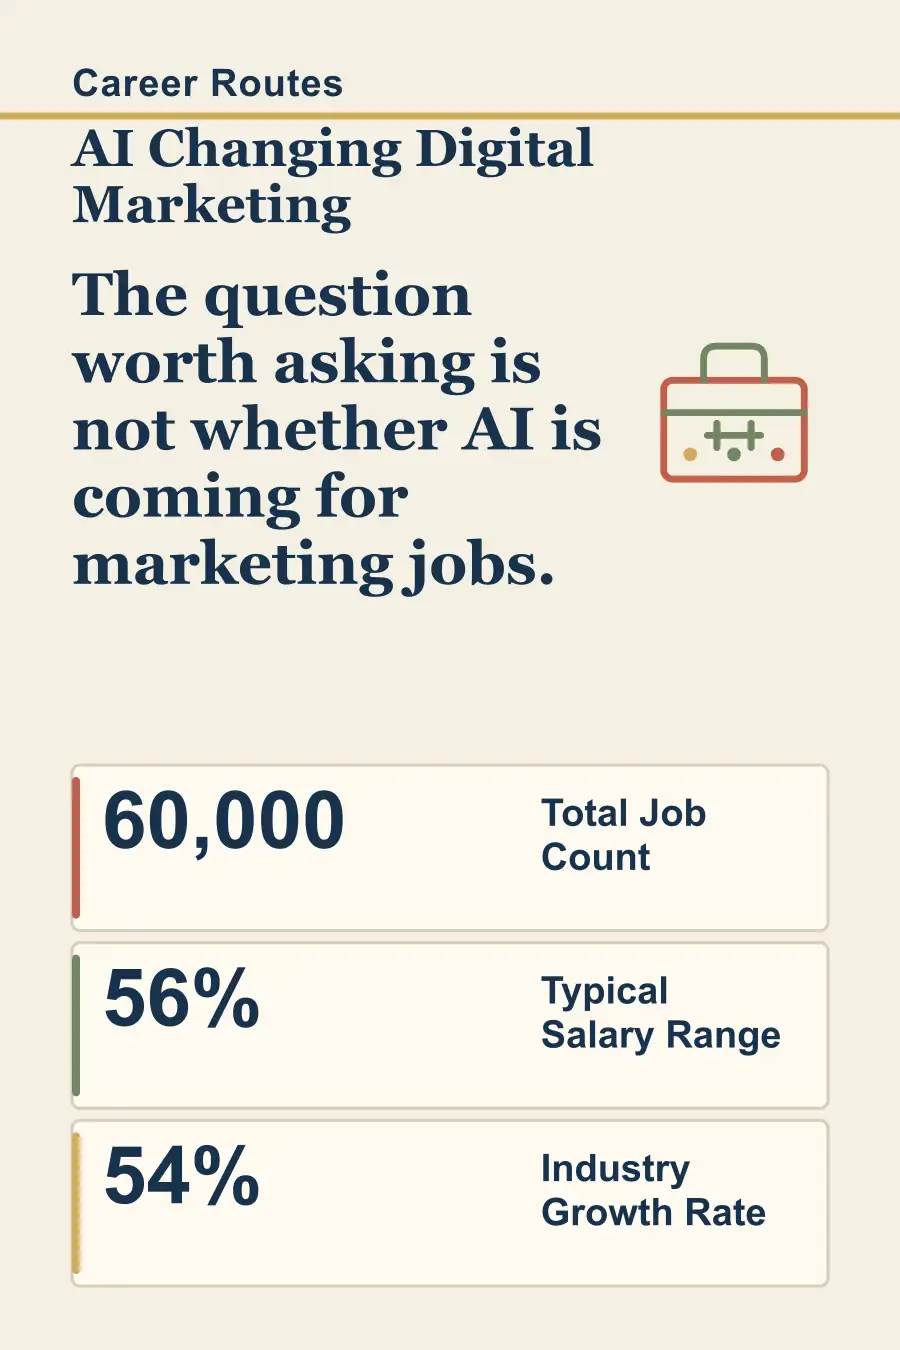 Career Routes
AI Changing Digital
Marketing
The question
worth asking is
not whether AI is
coming for
marketing jobs.
60,000
Total Job
Count
56%
Typical
Salary Range
54%
Industry
Growth Rate